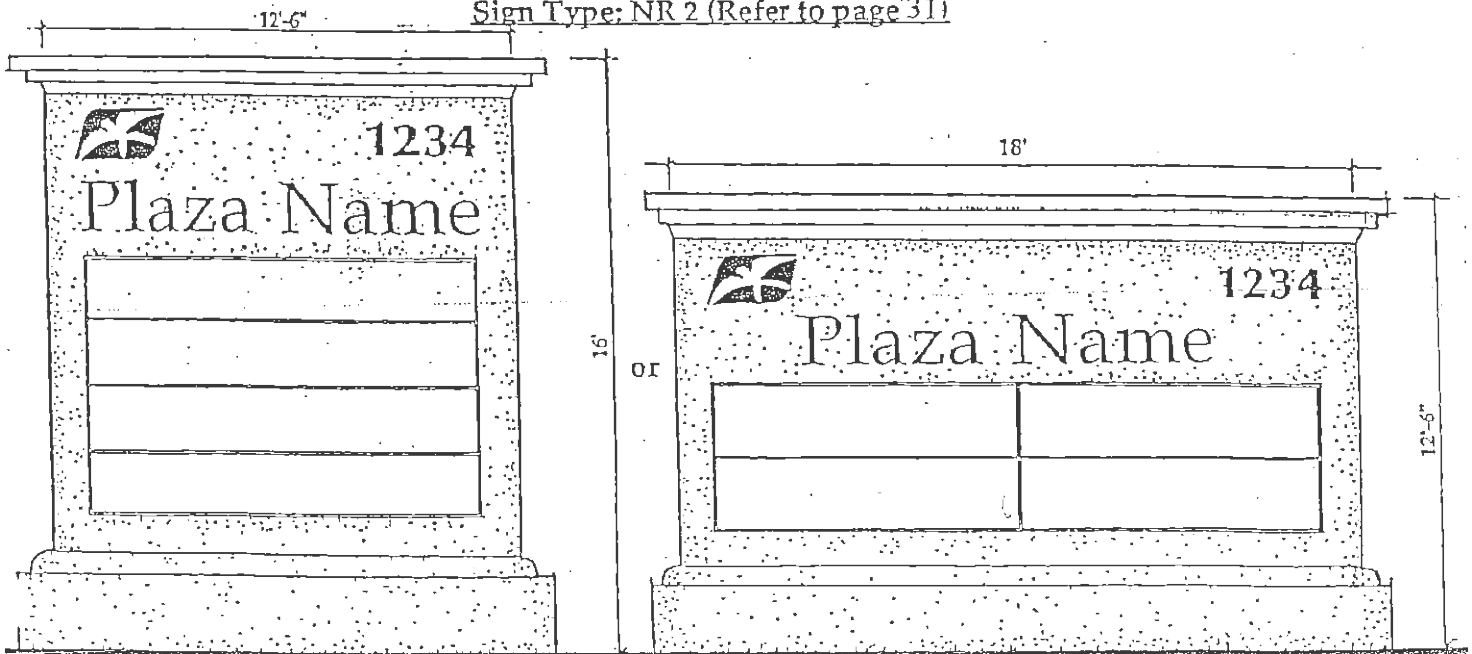 Sign Type: NR 2 (Refer to page 31)
12'-6"
1234
Plaza Name
16'
or
18'
1234
Plaza Name
12'-6"